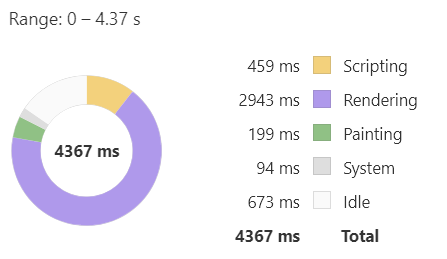 Range: 0 – 4.37 s
4367 ms
459 ms Scripting
2943 ms Rendering
199 ms Painting
94 ms System
673 ms Idle
4367 ms Total